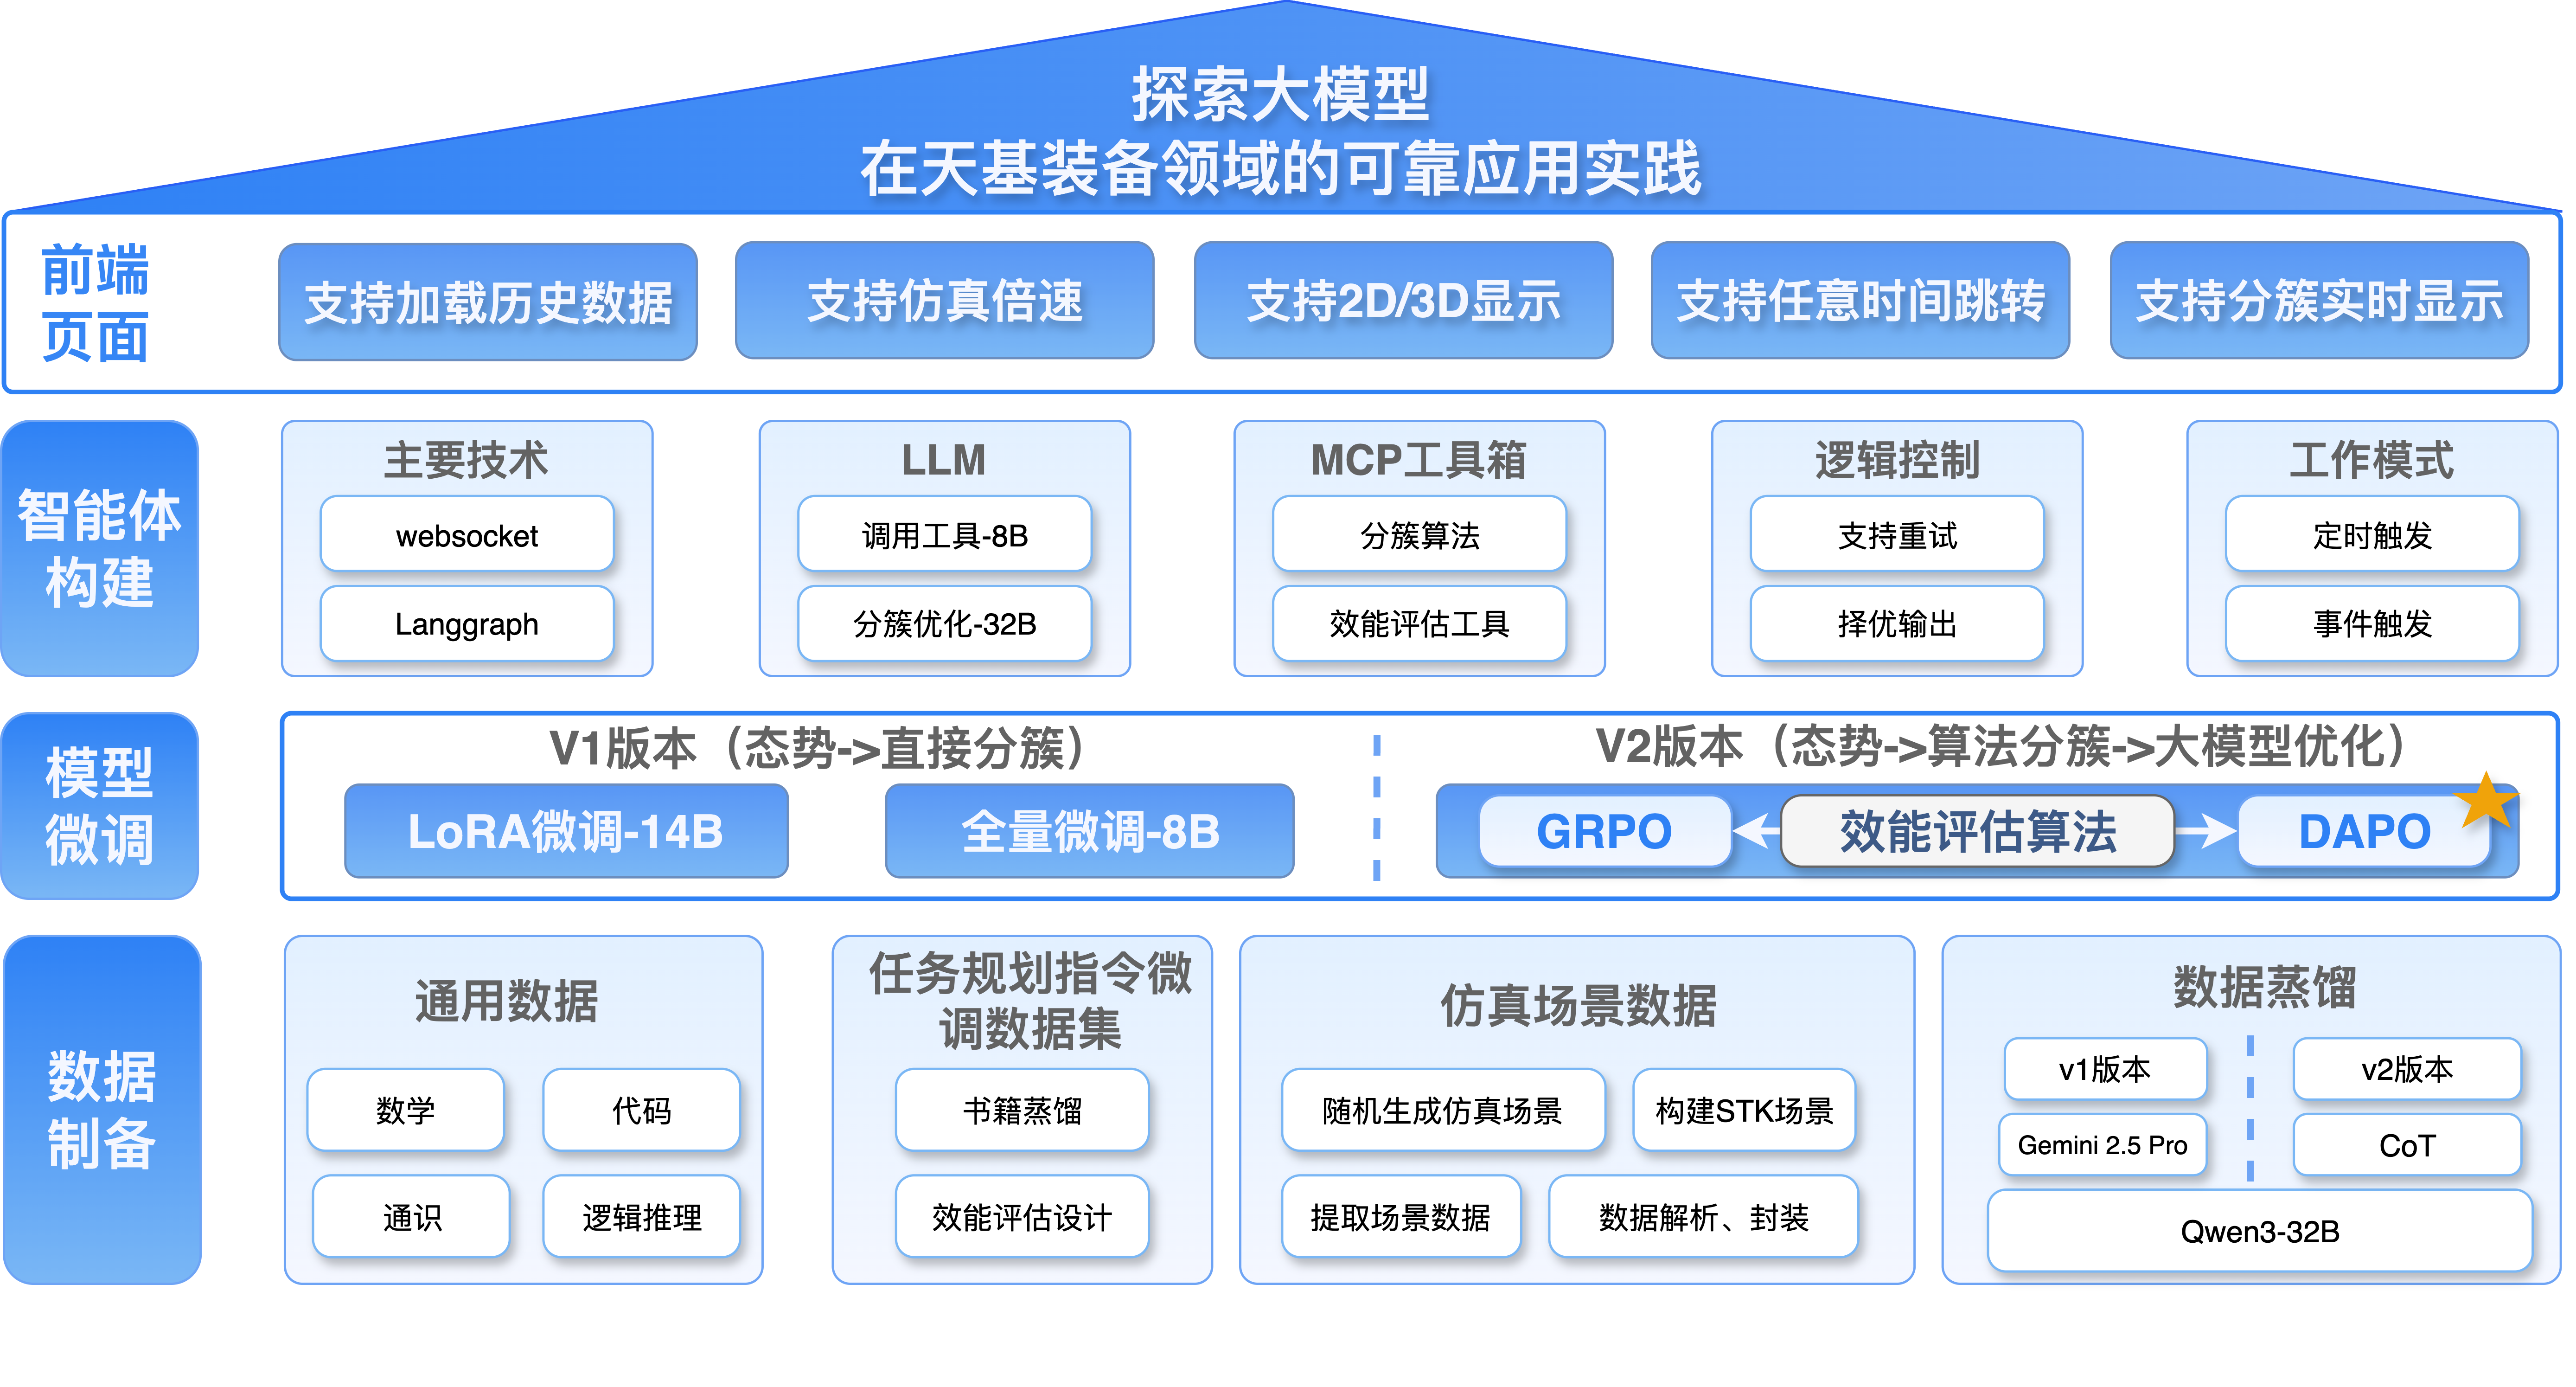 探索大模型
在天基装备领域的可靠应用实践
前端
页面
支持加载历史数据
支持仿真倍速
支持2D/3D显示
支持任意时间跳转
支持分簇实时显示
智能体
构建
主要技术
websocket
Langgraph
LLM
调用工具-8B
分簇优化-32B
MCP工具箱
分簇算法
效能评估工具
逻辑控制
支持重试
择优输出
工作模式
定时触发
事件触发
模型
微调
V1版本（态势->直接分簇）
LoRA微调-14B
全量微调-8B
V2版本（态势->算法分簇->大模型优化）
GRPO
效能评估算法
DAPO
数据
制备
通用数据
数学
代码
通识
逻辑推理
任务规划指令微
调数据集
书籍蒸馏
效能评估设计
仿真场景数据
随机生成仿真场景
构建STK场景
提取场景数据
数据解析、封装
数据蒸馏
v1版本
v2版本
Gemini 2.5 Pro
CoT
Qwen3-32B